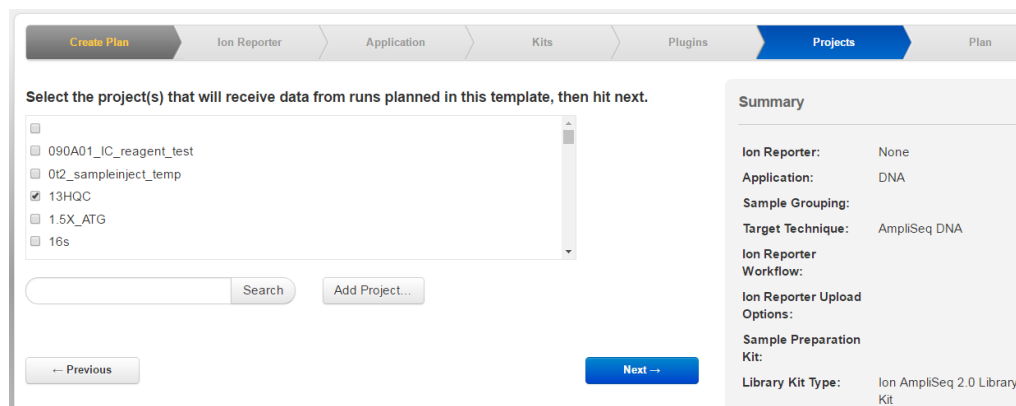 Create Plan
Ion Reporter
Application
Kits
Plugins
Projects
Plan
Select the project(s) that will receive data from runs planned in this template, then hit next.
090A01_IC_reagent_test
0t2_sampleinject_temp
13HQC
1.5X_ATG
16s
Search
Add Project...
← Previous
Next →
Summary
Ion Reporter: None
Application: DNA
Sample Grouping:
Target Technique: AmpliSeq DNA
Ion Reporter
Workflow:
Ion Reporter Upload
Options:
Sample Preparation
Kit:
Library Kit Type: Ion AmpliSeq 2.0 Library
Kit